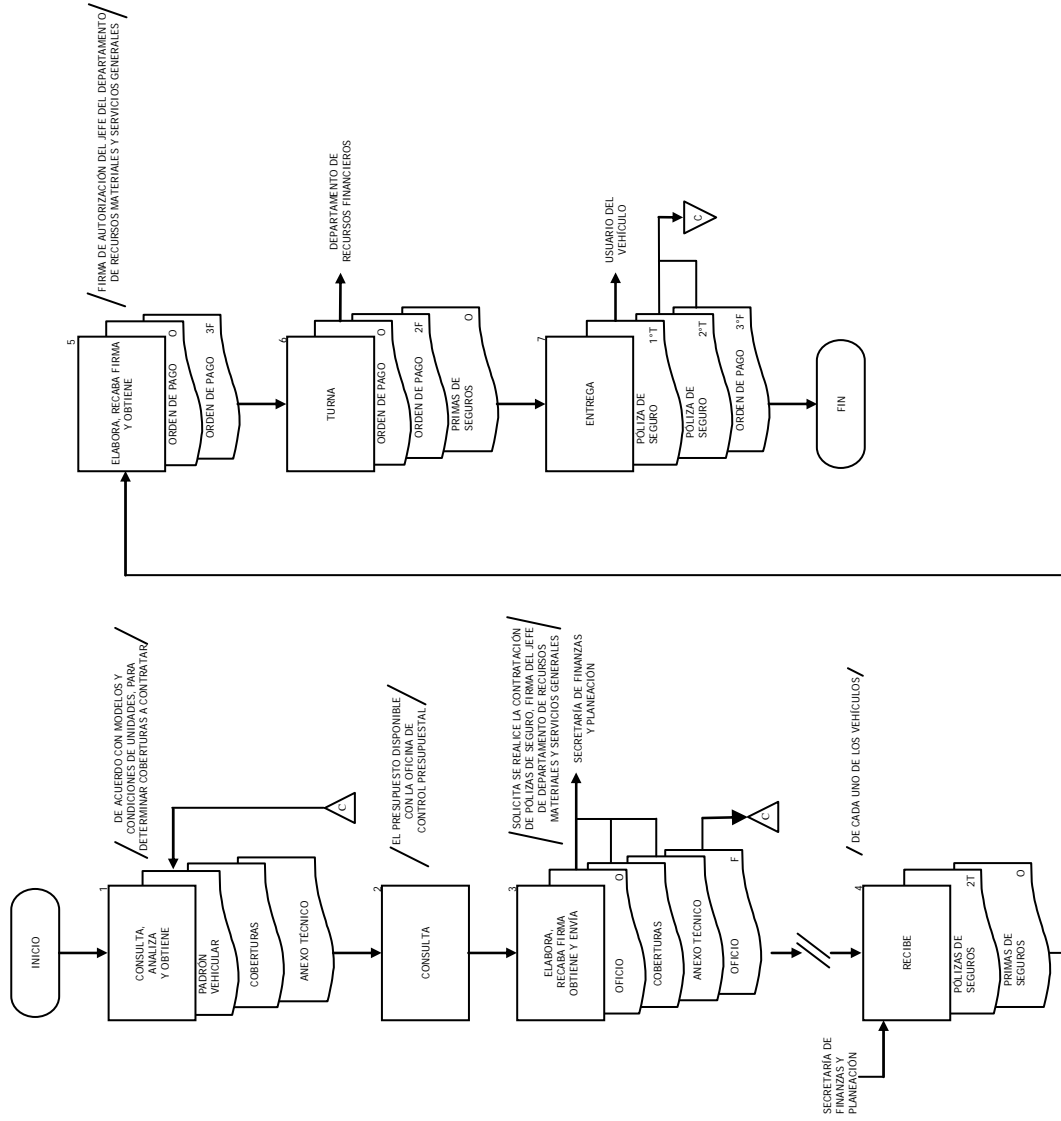 INICIO
1
CONSULTA,
ANALIZA
Y OBTIENE
DE ACUERDO CON MODELOS Y
CONDICIONES DE UNIDADES, PARA
DETERMINAR COBERTURAS A CONTRATAR
PADRÓN
VEHICULAR
COBERTURAS
ANEXO TÉCNICO
C
2
CONSULTA
EL PRESUPUESTO DISPONIBLE
CON LA OFICINA DE
CONTROL PRESUPUESTAL
3
ELABORA,
RECABA FIRMA
OBTIENE Y ENVÍA
SOLICITA SE REALICE LA CONTRATACIÓN
DE PÓLIZAS DE SEGURO, FIRMA DEL JEFE
DE DEPARTAMENTO DE RECURSOS
MATERIALES Y SERVICIOS GENERALES
SECRETARÍA DE FINANZAS
Y PLANEACIÓN
OFICIO O
COBERTURAS
ANEXO TÉCNICO
OFICIO F
C
SECRETARÍA DE
FINANZAS Y
PLANEACIÓN
4
RECIBE
DE CADA UNO DE LOS VEHÍCULOS
PÓLIZAS DE
SEGUROS 2T
PRIMAS DE
SEGUROS O
5
ELABORA, RECABA FIRMA
Y OBTIENE
FIRMA DE AUTORIZACIÓN DEL JEFE DEL DEPARTAMENTO
DE RECURSOS MATERIALES Y SERVICIOS GENERALES
ORDEN DE PAGO O
ORDEN DE PAGO 3F
6
TURNA
DEPARTAMENTO DE
RECURSOS FINANCIEROS
ORDEN DE PAGO O
ORDEN DE PAGO 2F
PRIMAS DE
SEGUROS O
7
ENTREGA
USUARIO DEL
VEHÍCULO
PÓLIZA DE
SEGURO 1°T
PÓLIZA DE
SEGURO 2°T
ORDEN DE PAGO 3°F
C
FIN